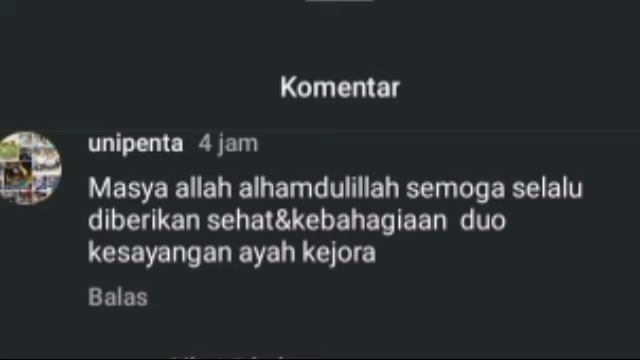 Komentar
unipenta 4 jam
Masya allah alhamdulillah semoga selalu
diberikan sehat&kebahagiaan duo
kesayangan ayah kejora
Balas